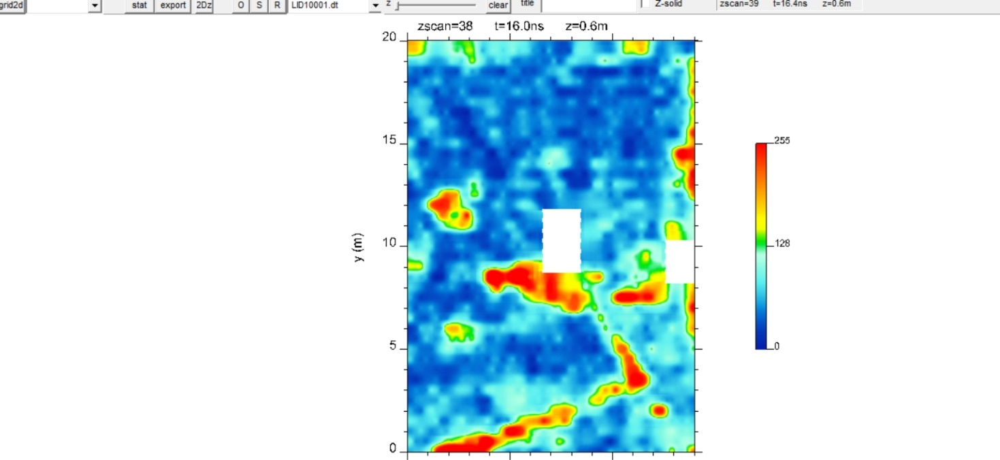 grid2d stat export 2Dz O S R LID10001.dt z clear title Z-solid zscan=39 t=16.4ns z=0.6m
zscan=38 t=16.0ns z=0.6m
20
15
255
10
128
y (m)
5
0
0